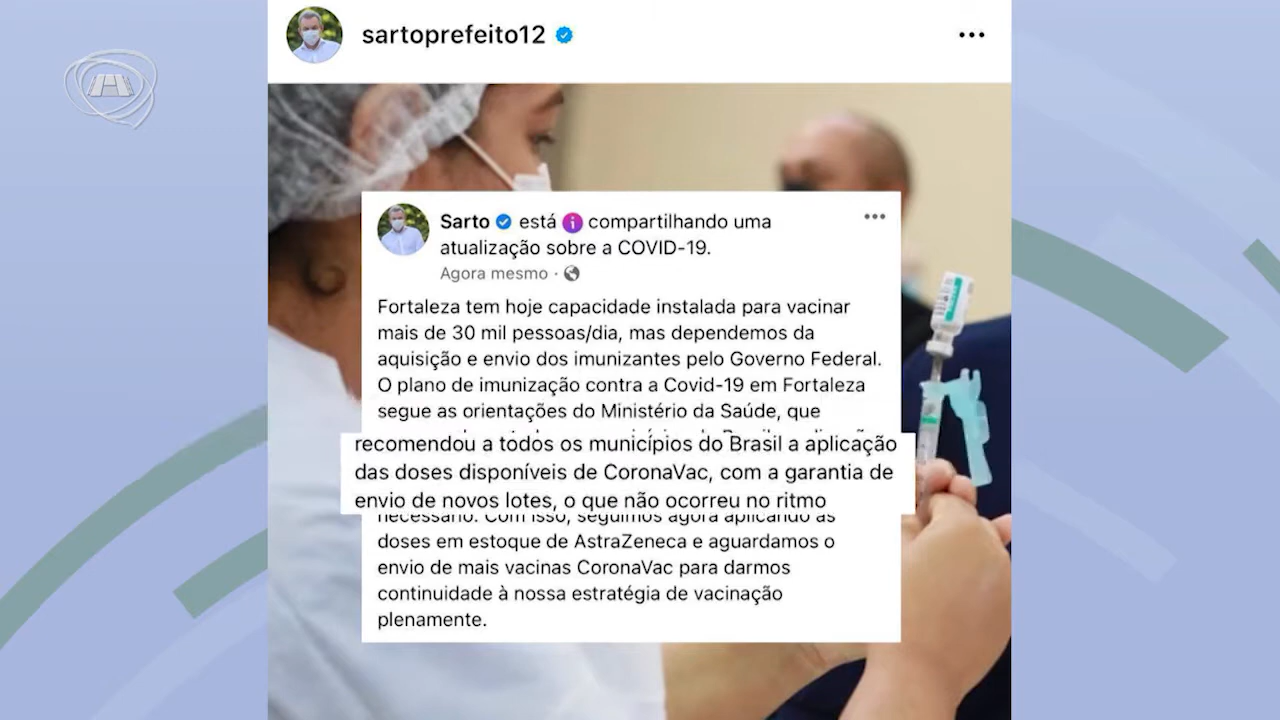 sartoprefeito12
Sarto está compartilhando uma
atualização sobre a COVID-19.
Agora mesmo ·
Fortaleza tem hoje capacidade instalada para vacinar
mais de 30 mil pessoas/dia, mas dependemos da
aquisição e envio dos imunizantes pelo Governo Federal.
O plano de imunização contra a Covid-19 em Fortaleza
segue as orientações do Ministério da Saúde, que
recomendou a todos os municípios do Brasil a aplicação
das doses disponíveis de CoronaVac, com a garantia de
envio de novos lotes, o que não ocorreu no ritmo
necessário. Com isso, seguimos agora aplicando as
doses em estoque de AstraZeneca e aguardamos o
envio de mais vacinas CoronaVac para darmos
continuidade à nossa estratégia de vacinação
plenamente.